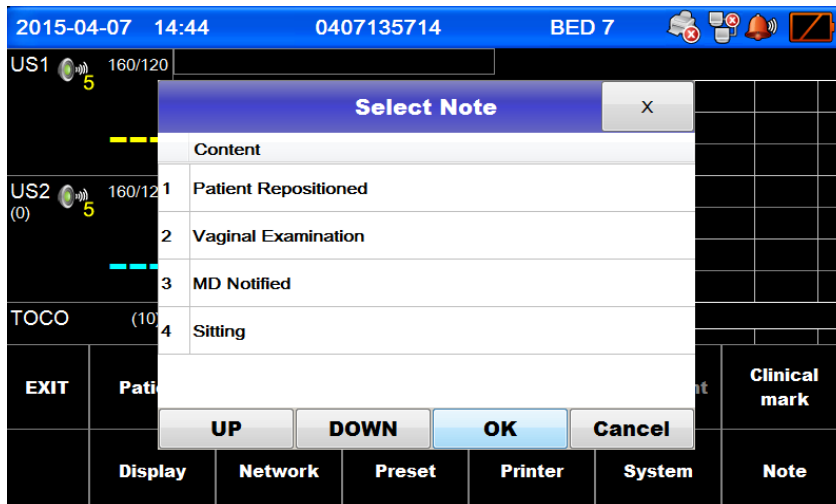 2015-04-07 14:44 0407135714 BED 7
US1 5 160/120
Select Note X
Content
US2 (0) 5 160/12
1 Patient Repositioned
2 Vaginal Examination
3 MD Notified
TOCO (10
4 Sitting
EXIT Pati nt Clinical mark
UP DOWN OK Cancel
Display Network Preset Printer System Note